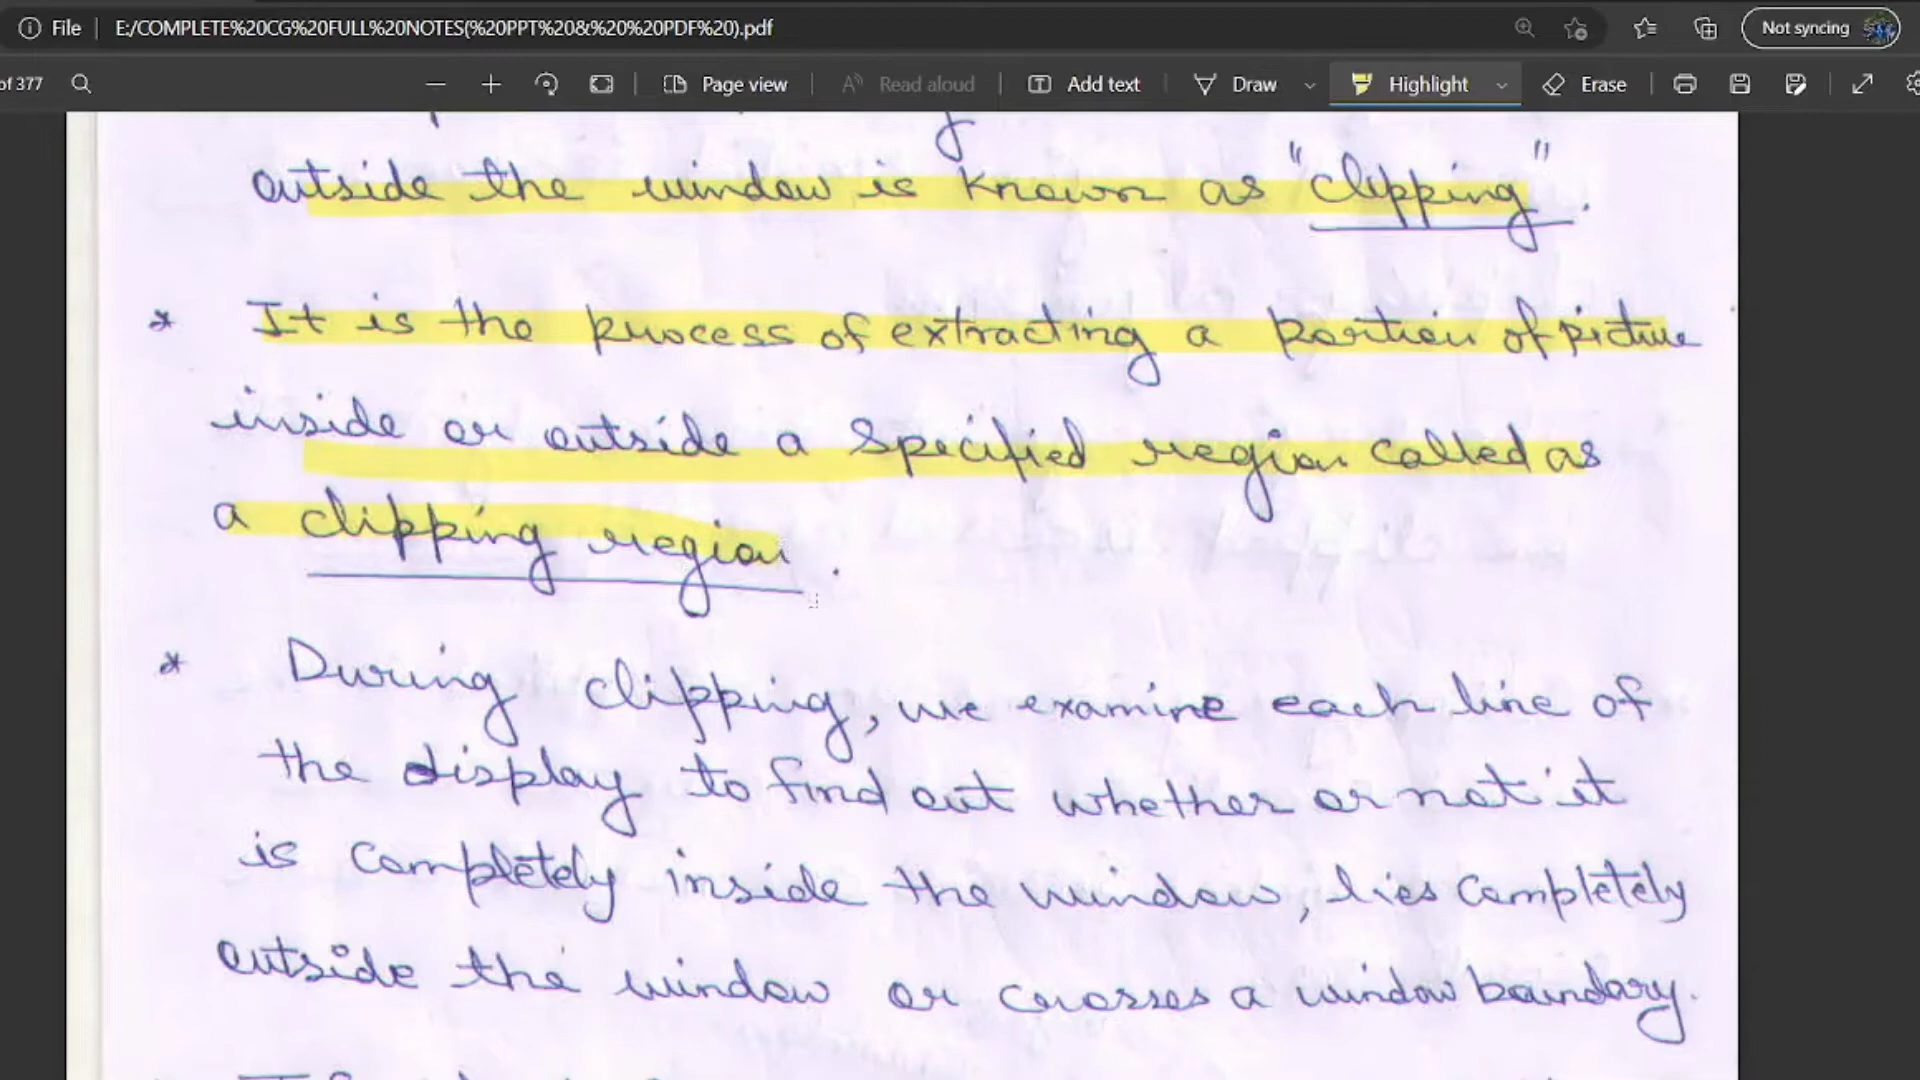 File
E:/COMPLETE%20CG%20FULL%20NOTES(%20PPT%20&%20%20PDF%20).pdf
Not syncing
of 377
Page view
Read aloud
Add text
Draw
Highlight
Erase
outside the window is known as "clipping".
* It is the process of extracting a portion of picture
inside or outside a specified region called as
a clipping region.
* During clipping, we examine each line of
the display to find out whether or not it
is completely inside the window, lies completely
outside the window or crosses a window boundary.